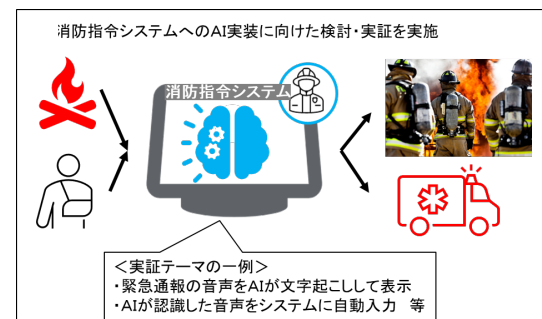 消防指令システムへのAI実装に向けた検討・実証を実施
消防指令システム
＜実証テーマの一例＞
・緊急通報の音声をAIが文字起こしして表示
・AIが認識した音声をシステムに自動入力　等